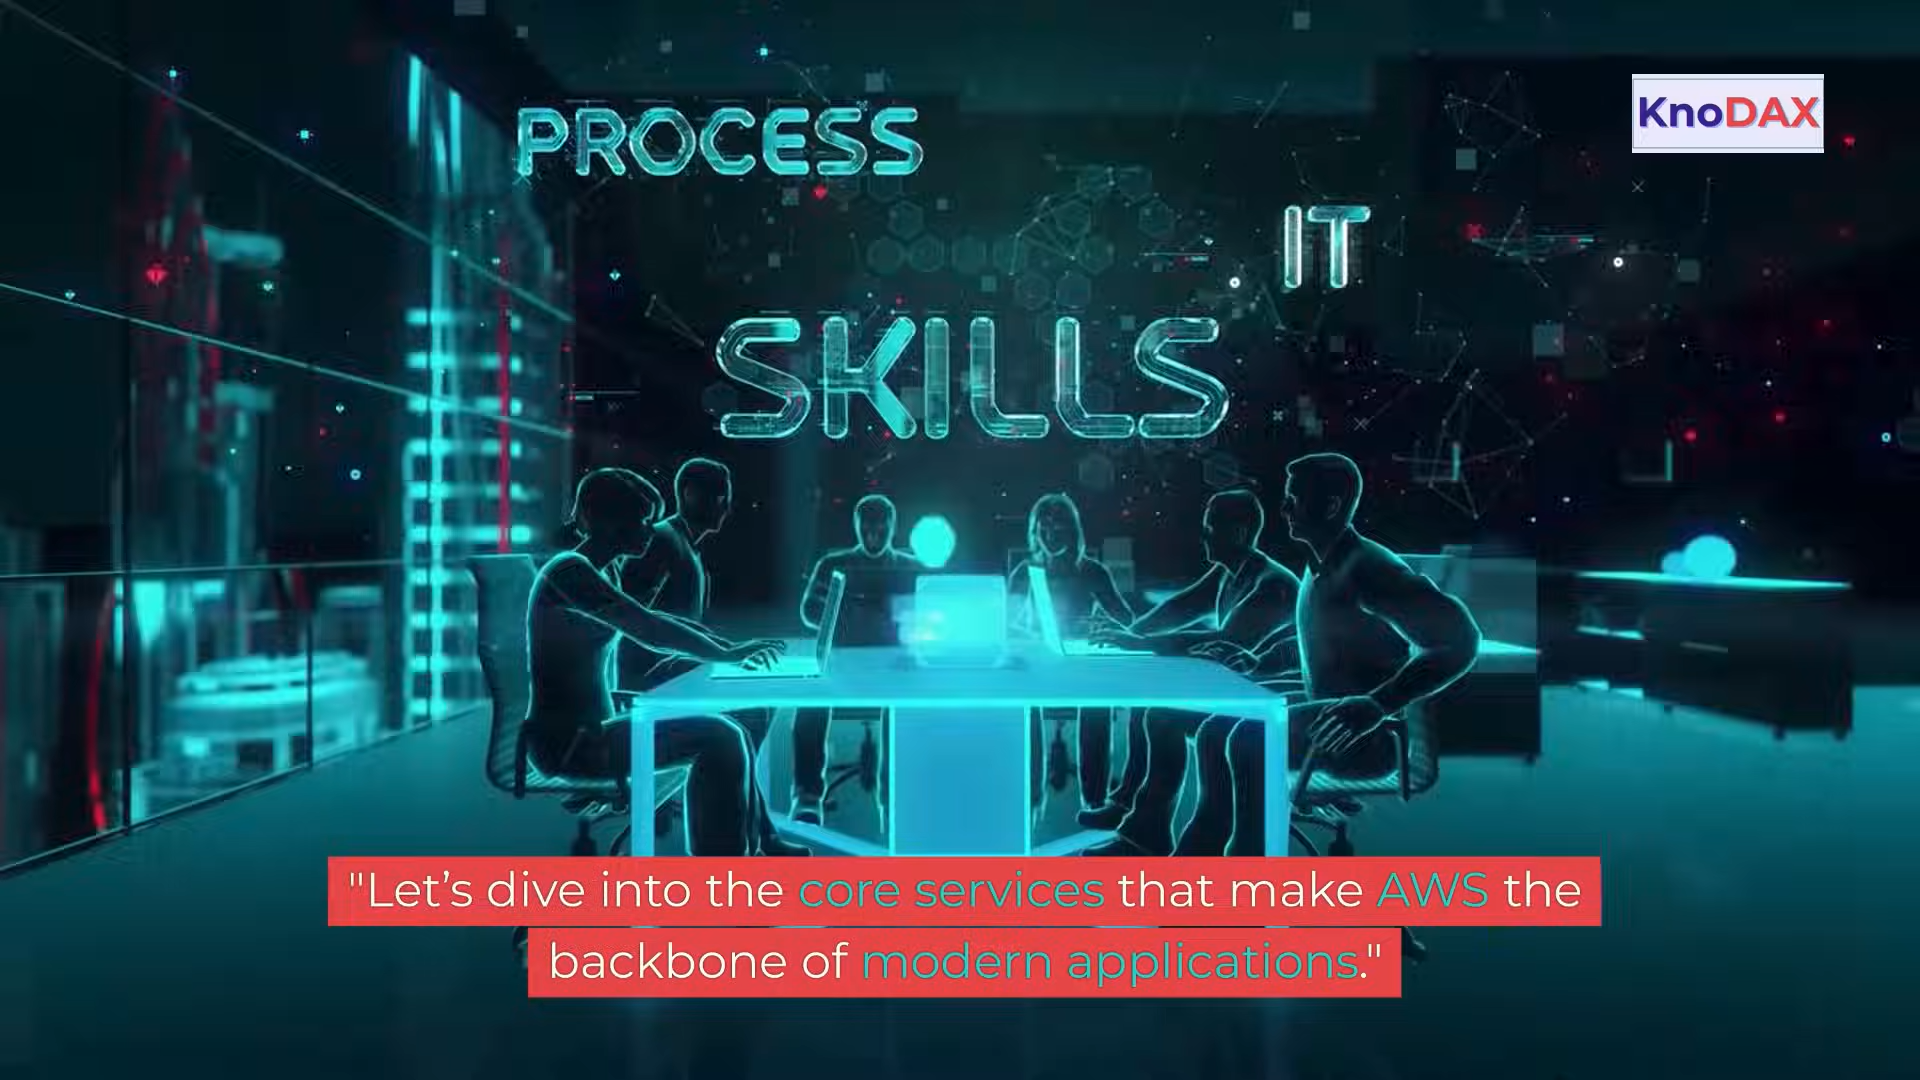 PROCESS
KnoDAX
IT
SKILLS
"Let’s dive into the core services that make AWS the
backbone of modern applications."